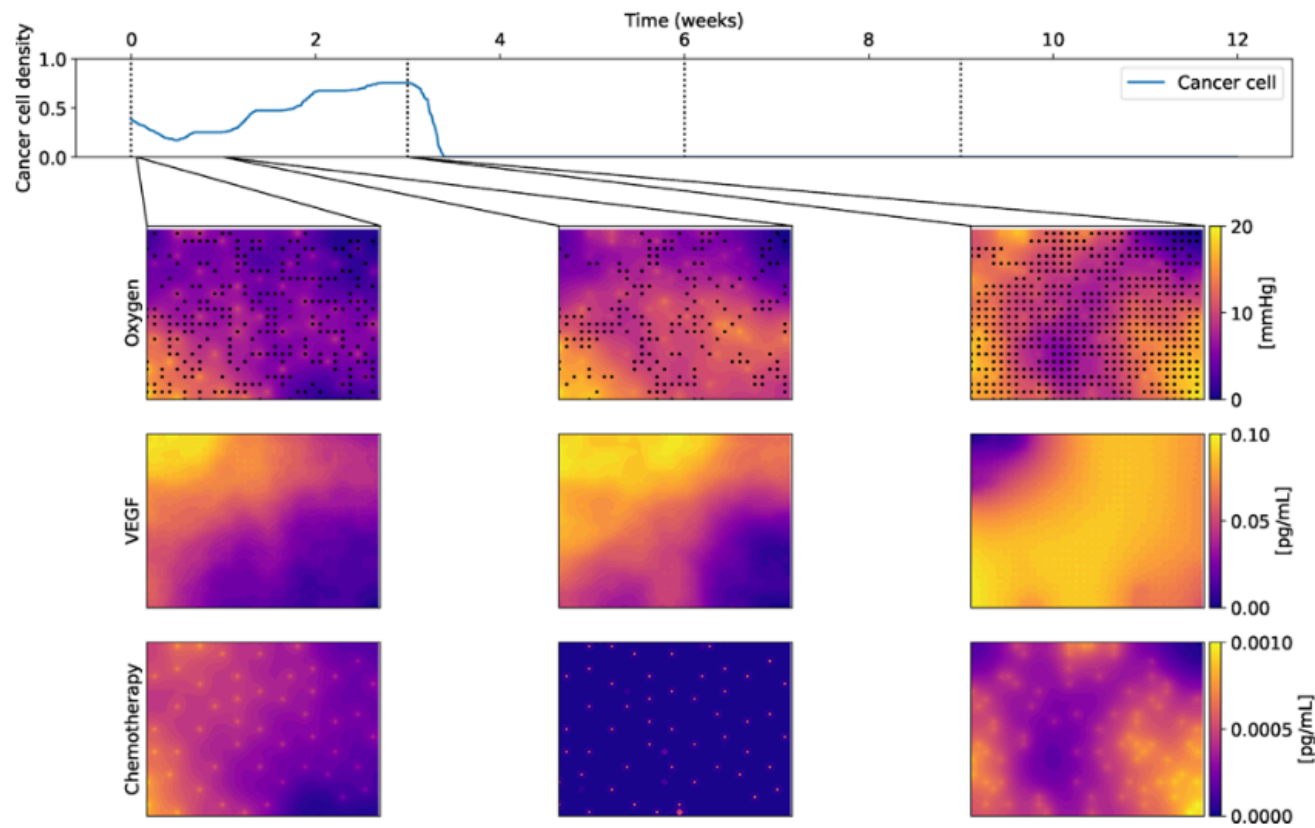 Time (weeks)
0 2 4 6 8 10 12
Cancer cell density
1.0
0.5
0.0
Cancer cell
Oxygen
20
10
0
[mmHg]
VEGF
0.10
0.05
0.00
[pg/mL]
Chemotherapy
0.0010
0.0005
0.0000
[pg/mL]